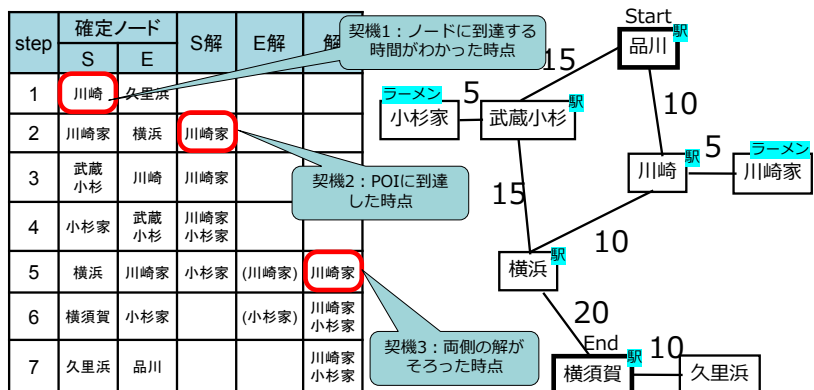 step
確定ノード
S
E
S解
E解
解
1
川崎
久里浜
2
川崎家
横浜
川崎家
3
武蔵
小杉
川崎
川崎家
4
小杉家
武蔵
小杉
川崎家
小杉家
5
横浜
川崎家
小杉家
(川崎家)
川崎家
6
横須賀
小杉家
(小杉家)
川崎家
小杉家
7
久里浜
品川
川崎家
小杉家
契機1：ノードに到達する
時間がわかった時点
契機2：POIに到達
した時点
契機3：両側の解が
そろった時点
Start
駅
品川
15
ラーメン
5
小杉家
武蔵小杉
駅
10
川崎
駅
5
ラーメン
川崎家
15
10
横浜
駅
20
End
横須賀
駅
10
久里浜